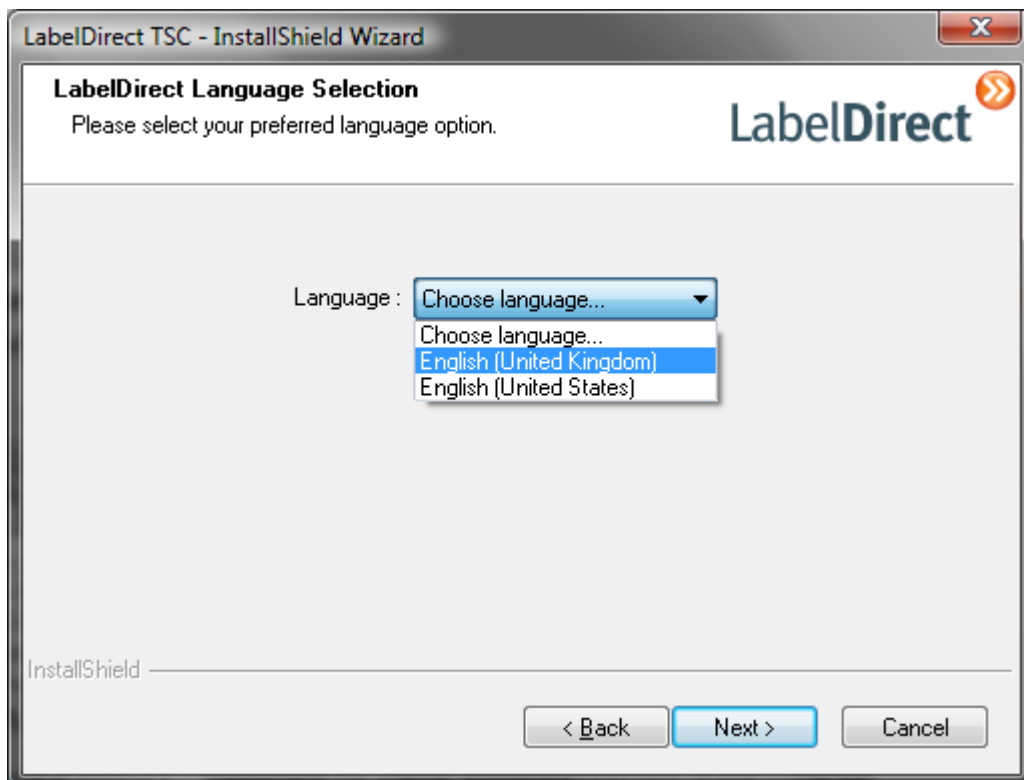 LabelDirect TSC - InstallShield Wizard
LabelDirect Language Selection
Please select your preferred language option.
LabelDirect
Language : Choose language...
Choose language...
English (United Kingdom)
English (United States)
InstallShield
< Back Next > Cancel